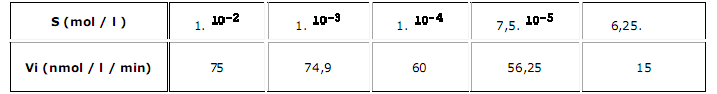 S (mol / l ) 1. 10⁻² 1. 10⁻³ 1. 10⁻⁴ 7,5. 10⁻⁵ 6,25.
Vi (nmol / l / min) 75 74,9 60 56,25 15